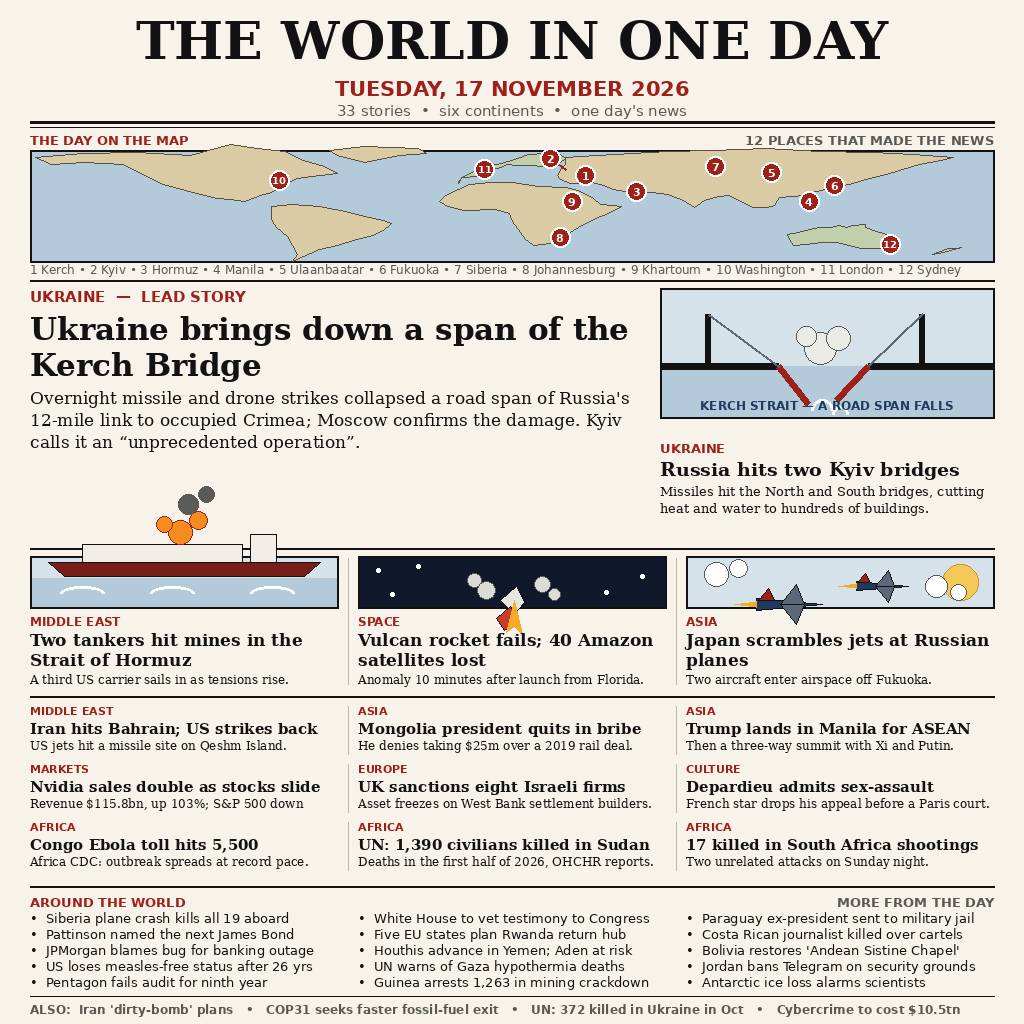 THE WORLD IN ONE DAY
TUESDAY, 17 NOVEMBER 2026
33 stories • six continents • one day's news
THE DAY ON THE MAP
12 PLACES THAT MADE THE NEWS
10
11
2
1
9
8
3
7
5
4
6
12
1 Kerch • 2 Kyiv • 3 Hormuz • 4 Manila • 5 Ulaanbaatar • 6 Fukuoka • 7 Siberia • 8 Johannesburg • 9 Khartoum • 10 Washington • 11 London • 12 Sydney
UKRAINE — LEAD STORY
Ukraine brings down a span of the
Kerch Bridge
Overnight missile and drone strikes collapsed a road span of Russia's
12-mile link to occupied Crimea; Moscow confirms the damage. Kyiv
calls it an “unprecedented operation”.
KERCH STRAIT — A ROAD SPAN FALLS
UKRAINE
Russia hits two Kyiv bridges
Missiles hit the North and South bridges, cutting
heat and water to hundreds of buildings.
MIDDLE EAST
Two tankers hit mines in the
Strait of Hormuz
A third US carrier sails in as tensions rise.
SPACE
Vulcan rocket fails; 40 Amazon
satellites lost
Anomaly 10 minutes after launch from Florida.
ASIA
Japan scrambles jets at Russian
planes
Two aircraft enter airspace off Fukuoka.
MIDDLE EAST
Iran hits Bahrain; US strikes back
US jets hit a missile site on Qeshm Island.
ASIA
Mongolia president quits in bribe
He denies taking $25m over a 2019 rail deal.
ASIA
Trump lands in Manila for ASEAN
Then a three-way summit with Xi and Putin.
MARKETS
Nvidia sales double as stocks slide
Revenue $115.8bn, up 103%; S&P 500 down
EUROPE
UK sanctions eight Israeli firms
Asset freezes on West Bank settlement builders.
CULTURE
Depardieu admits sex-assault
French star drops his appeal before a Paris court.
AFRICA
Congo Ebola toll hits 5,500
Africa CDC: outbreak spreads at record pace.
AFRICA
UN: 1,390 civilians killed in Sudan
Deaths in the first half of 2026, OHCHR reports.
AFRICA
17 killed in South Africa shootings
Two unrelated attacks on Sunday night.
AROUND THE WORLD
MORE FROM THE DAY
• Siberia plane crash kills all 19 aboard
• Pattinson named the next James Bond
• JPMorgan blames bug for banking outage
• US loses measles-free status after 26 yrs
• Pentagon fails audit for ninth year
• White House to vet testimony to Congress
• Five EU states plan Rwanda return hub
• Houthis advance in Yemen; Aden at risk
• UN warns of Gaza hypothermia deaths
• Guinea arrests 1,263 in mining crackdown
• Paraguay ex-president sent to military jail
• Costa Rican journalist killed over cartels
• Bolivia restores 'Andean Sistine Chapel'
• Jordan bans Telegram on security grounds
• Antarctic ice loss alarms scientists
ALSO: Iran 'dirty-bomb' plans • COP31 seeks faster fossil-fuel exit • UN: 372 killed in Ukraine in Oct • Cybercrime to cost $10.5tn